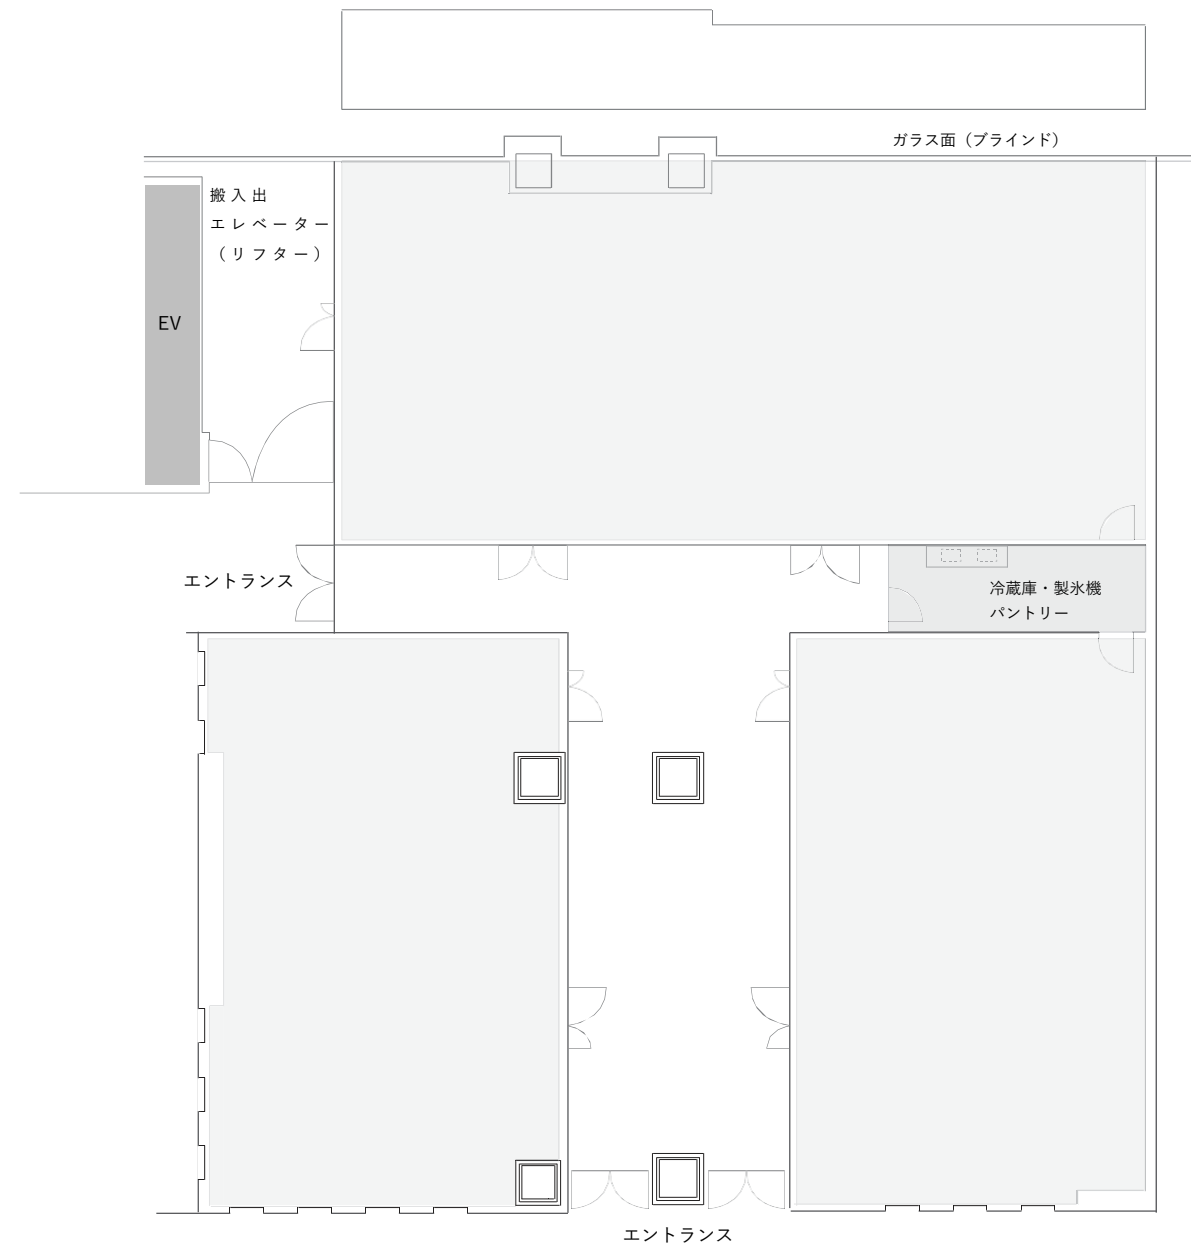 ガラス面（ブラインド）
搬入出
エレベーター
（リフター）
EV
エントランス
冷蔵庫・製氷機
パントリー
エントランス